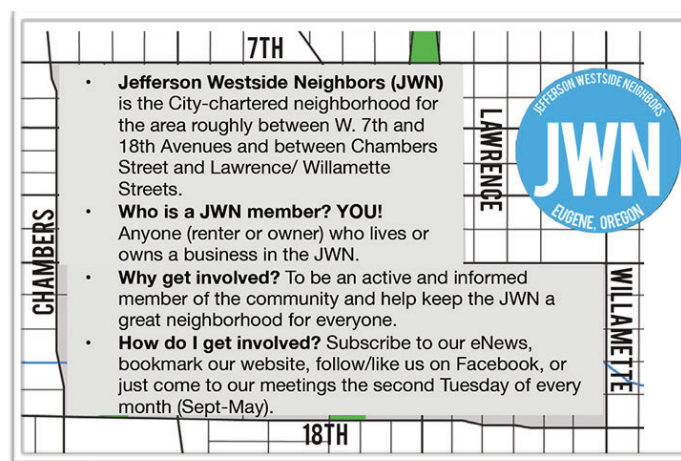 7TH
• Jefferson Westside Neighbors (JWN)
is the City-chartered neighborhood for
the area roughly between W. 7th and
18th Avenues and between Chambers
Street and Lawrence/ Willamette
Streets.
• Who is a JWN member? YOU!
Anyone (renter or owner) who lives or
owns a business in the JWN.
• Why get involved? To be an active and informed
member of the community and help keep the JWN a
great neighborhood for everyone.
• How do I get involved? Subscribe to our eNews,
bookmark our website, follow/like us on Facebook, or
just come to our meetings the second Tuesday of every
month (Sept-May).
CHAMBERS
LAWRENCE
JEFFERSON WESTSIDE NEIGHBORS
JWN
EUGENE, OREGON
WILLAMETTE
18TH